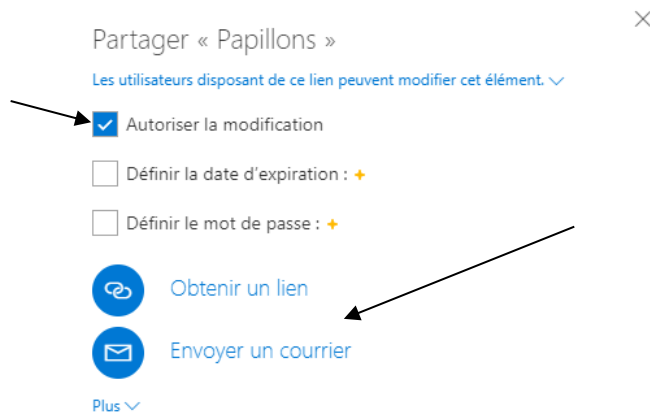 Partager « Papillons »
Les utilisateurs disposant de ce lien peuvent modifier cet élément.
Autoriser la modification
Définir la date d’expiration : +
Définir le mot de passe : +
Obtenir un lien
Envoyer un courrier
Plus